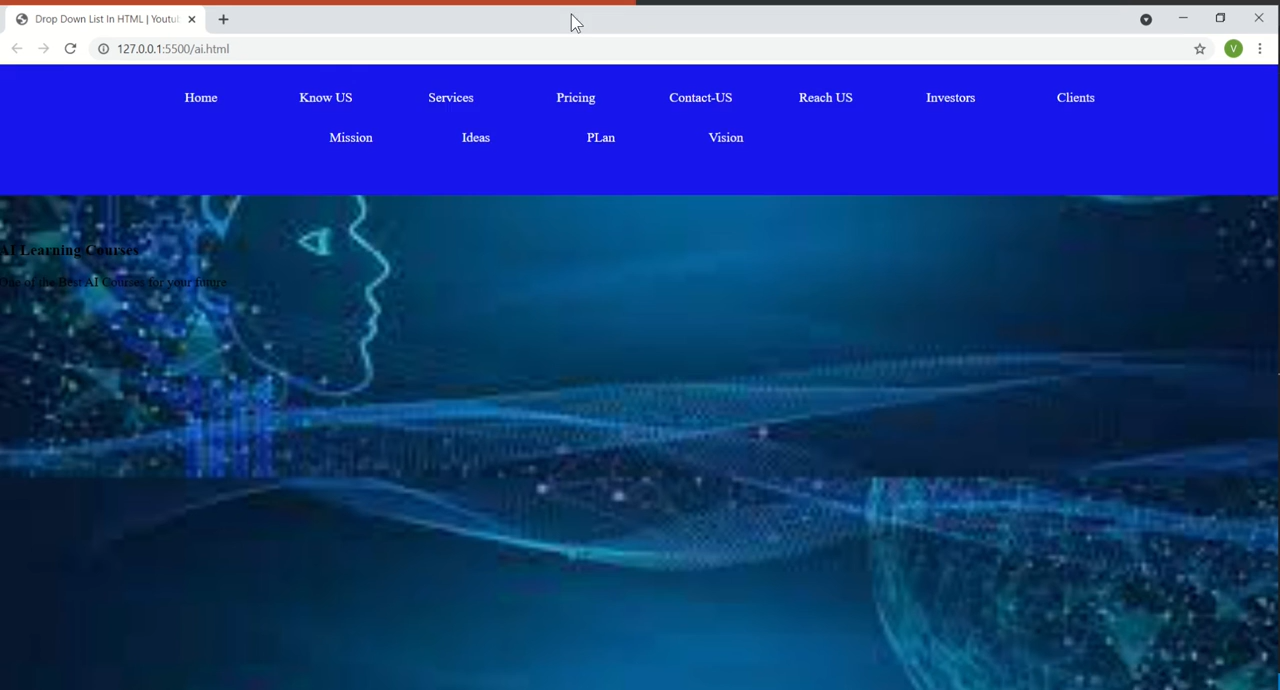 Drop Down List In HTML | Youtu
127.0.0.1:5500/ai.html
V
Home Know US Services Pricing Contact-US Reach US Investors Clients
Mission Ideas PLan Vision
AI Learning Courses
One of the Best AI Courses for your future